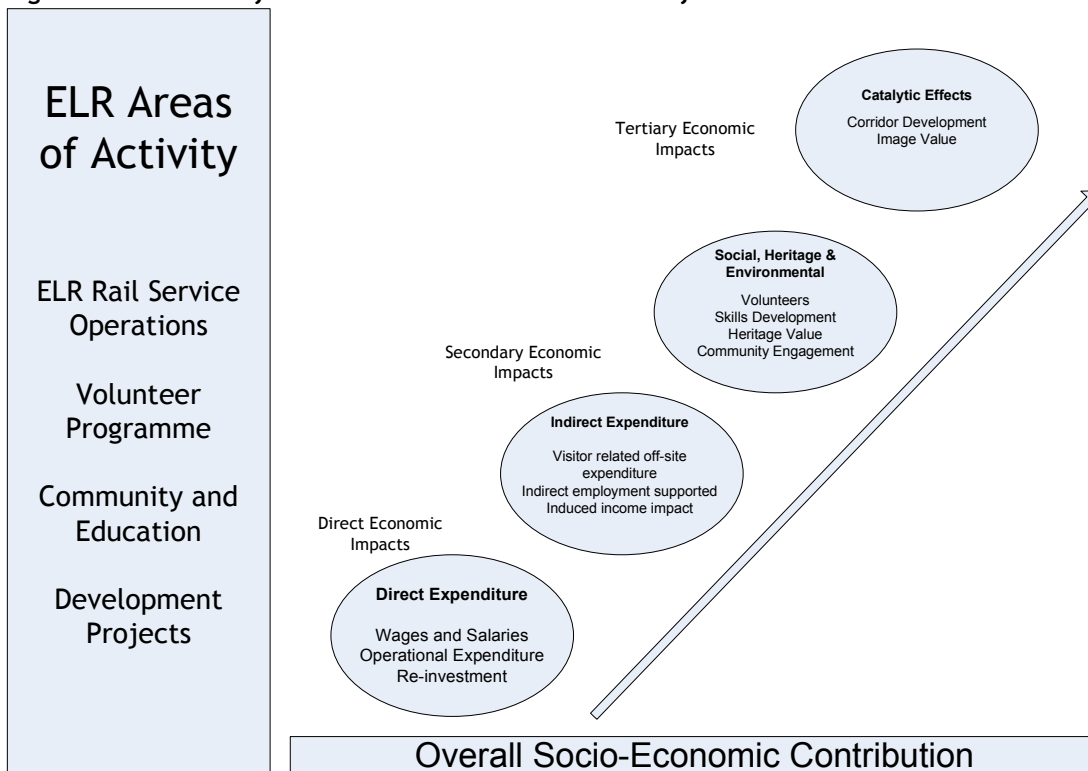 ELR Areas
of Activity
ELR Rail Service
Operations
Volunteer
Programme
Community and
Education
Development
Projects
Tertiary Economic
Impacts
Catalytic Effects
Corridor Development
Image Value
Social, Heritage &
Environmental
Volunteers
Skills Development
Heritage Value
Community Engagement
Secondary Economic
Impacts
Indirect Expenditure
Visitor related off-site
expenditure
Indirect employment supported
Induced income impact
Direct Economic
Impacts
Direct Expenditure
Wages and Salaries
Operational Expenditure
Re-investment
Overall Socio-Economic Contribution